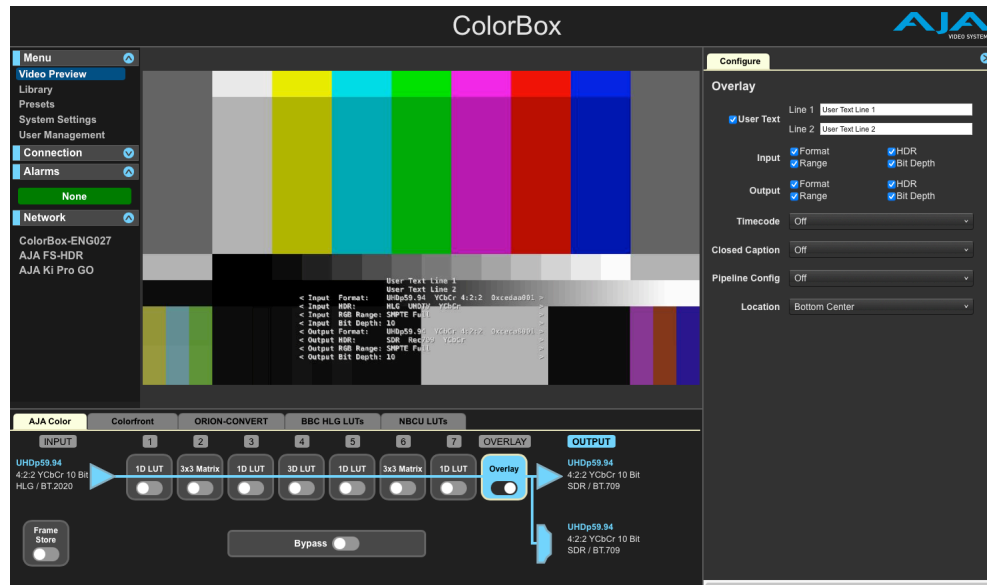 ColorBox
AJA
VIDEO SYSTEMS
Menu
Video Preview
Library
Presets
System Settings
User Management
Connection
Alarms
None
Network
ColorBox-ENG027
AJA FS-HDR
AJA Ki Pro GO
User Text Line 1
User Text Line 2
< Input Format: UHDp59.94 YCbCr 4:2:2 >
< Input HDR: HLG YCbCr >
< Input RGB Range: SMPTE Full >
< Input Bit Depth: 10 >
< Output Format: UHDp59.94 YCbCr 4:2:2 >
< Output HDR: SDR Rec709 YCbCr >
< Output RGB Range: SMPTE Full >
< Output Bit Depth: 10 >
Configure
Overlay
User Text
Line 1 User Text Line 1
Line 2 User Text Line 2
Input
Format HDR
Range Bit Depth
Output
Format HDR
Range Bit Depth
Timecode Off
Closed Caption Off
Pipeline Config Off
Location Bottom Center
AJA Color Colorfront ORION-CONVERT BBC HLG LUTs NBCU LUTs
INPUT 1 2 3 4 5 6 7 OVERLAY OUTPUT
UHDp59.94
4:2:2 YCbCr 10 Bit
HLG / BT.2020
1D LUT 3x3 Matrix 1D LUT 3D LUT 1D LUT 3x3 Matrix 1D LUT Overlay
UHDp59.94
4:2:2 YCbCr 10 Bit
SDR / BT.709
Frame
Store
Bypass
UHDp59.94
4:2:2 YCbCr 10 Bit
SDR / BT.709